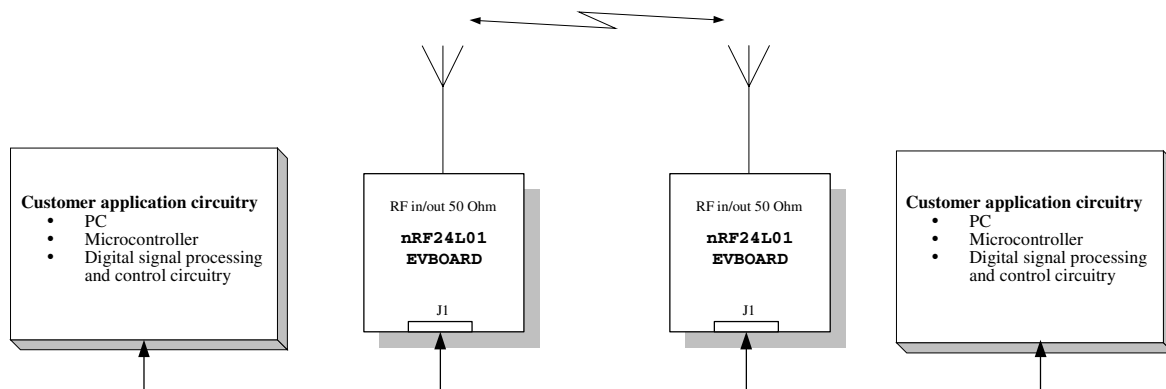 Customer application circuitry
• PC
• Microcontroller
• Digital signal processing
and control circuitry
RF in/out 50 Ohm
nRF24L01
EVBOARD
J1
RF in/out 50 Ohm
nRF24L01
EVBOARD
J1
Customer application circuitry
• PC
• Microcontroller
• Digital signal processing
and control circuitry